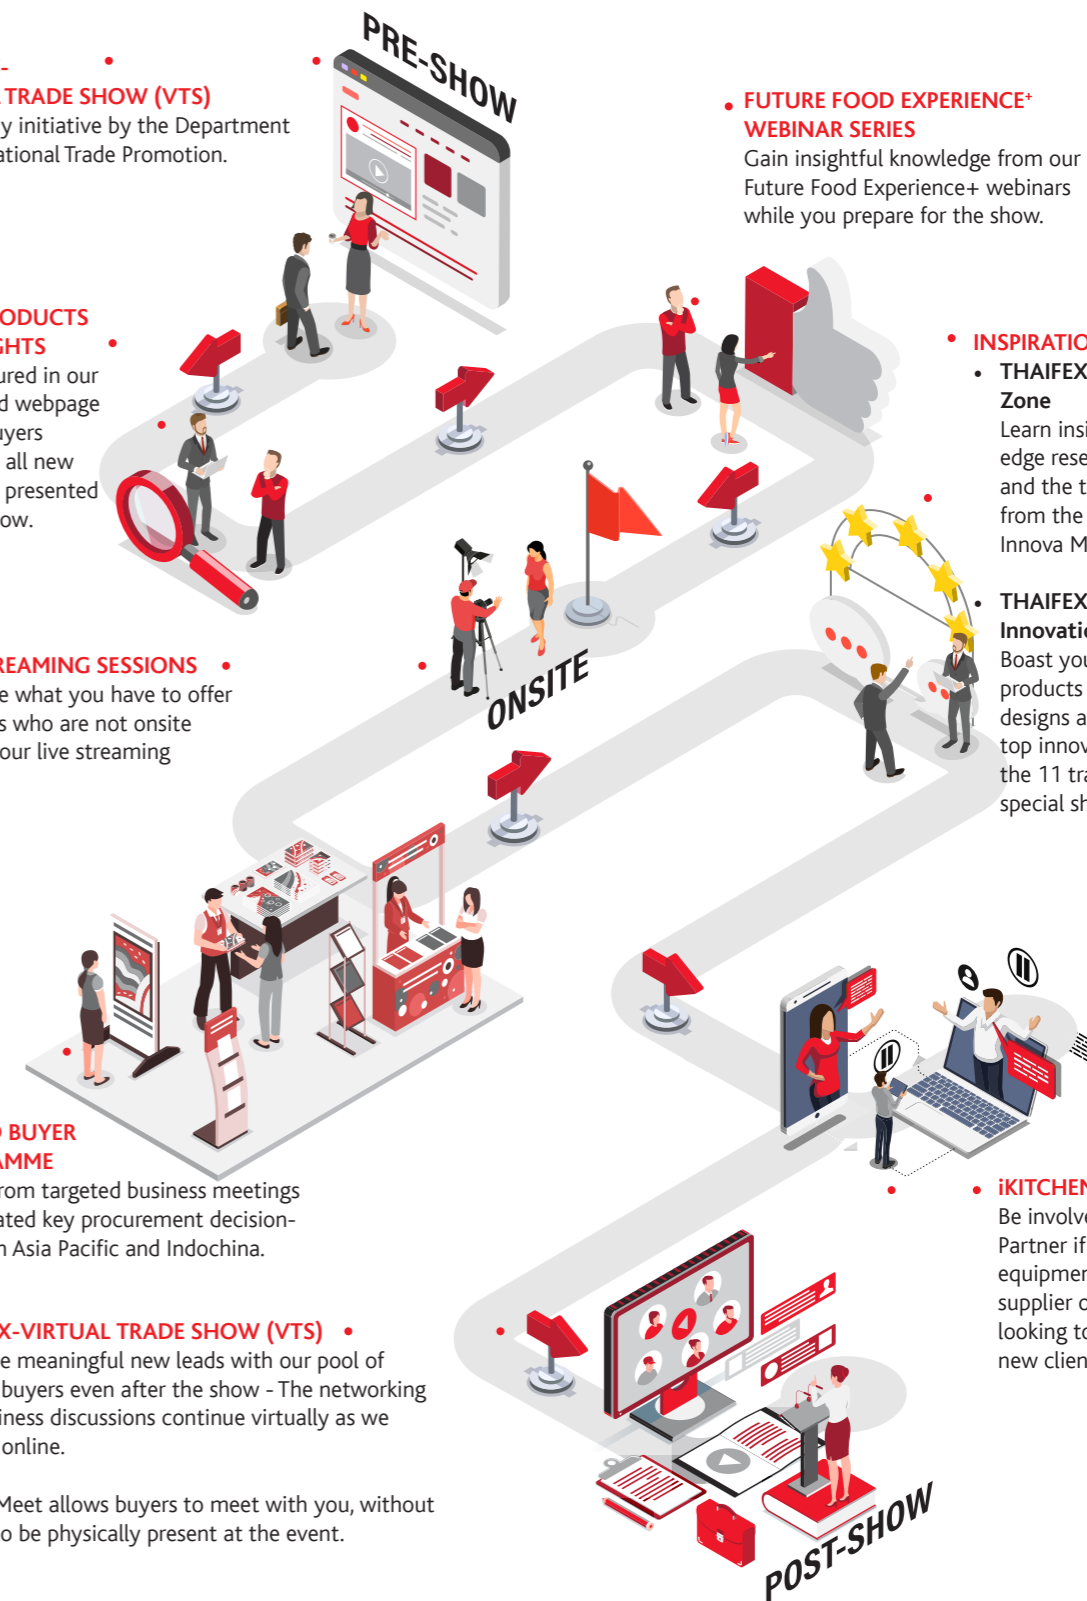 PRE-SHOW
-
TRADE SHOW (VTS)
y initiative by the Department
ational Trade Promotion.
FUTURE FOOD EXPERIENCE+
WEBINAR SERIES
Gain insightful knowledge from our
Future Food Experience+ webinars
while you prepare for the show.
ODUCTS
GHTS
ured in our
d webpage
uyers
all new
presented
ow.
INSPIRATIO
• THAIFEX
Zone
Learn insi
edge rese
and the t
from the
Innova M
• THAIFEX
Innovatio
Boast you
products
designs a
top innov
the 11 tra
special sh
REAMING SESSIONS
e what you have to offer
s who are not onsite
our live streaming
ONSITE
D BUYER
AMME
rom targeted business meetings
ated key procurement decision-
n Asia Pacific and Indochina.
iKITCHEN
Be involve
Partner if
equipmen
supplier o
looking to
new clien
X-VIRTUAL TRADE SHOW (VTS)
e meaningful new leads with our pool of
buyers even after the show - The networking
iness discussions continue virtually as we
online.
Meet allows buyers to meet with you, without
o be physically present at the event.
POST-SHOW